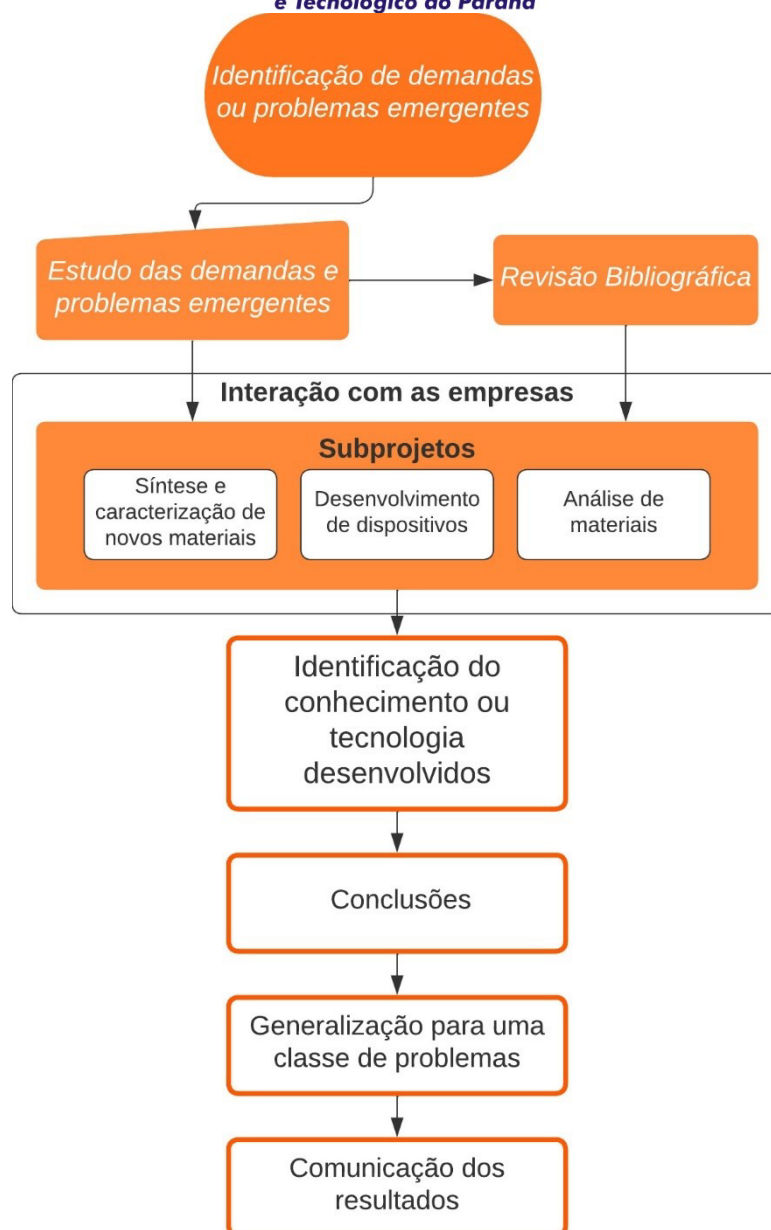 e Tecnológico do Paraná
Identificação de demandas
ou problemas emergentes
Estudo das demandas e
problemas emergentes
Revisão Bibliográfica
Interação com as empresas
Subprojetos
Síntese e
caracterização de
novos materiais
Desenvolvimento
de dispositivos
Análise de
materiais
Identificação do
conhecimento ou
tecnologia
desenvolvidos
Conclusões
Generalização para uma
classe de problemas
Comunicação dos
resultados